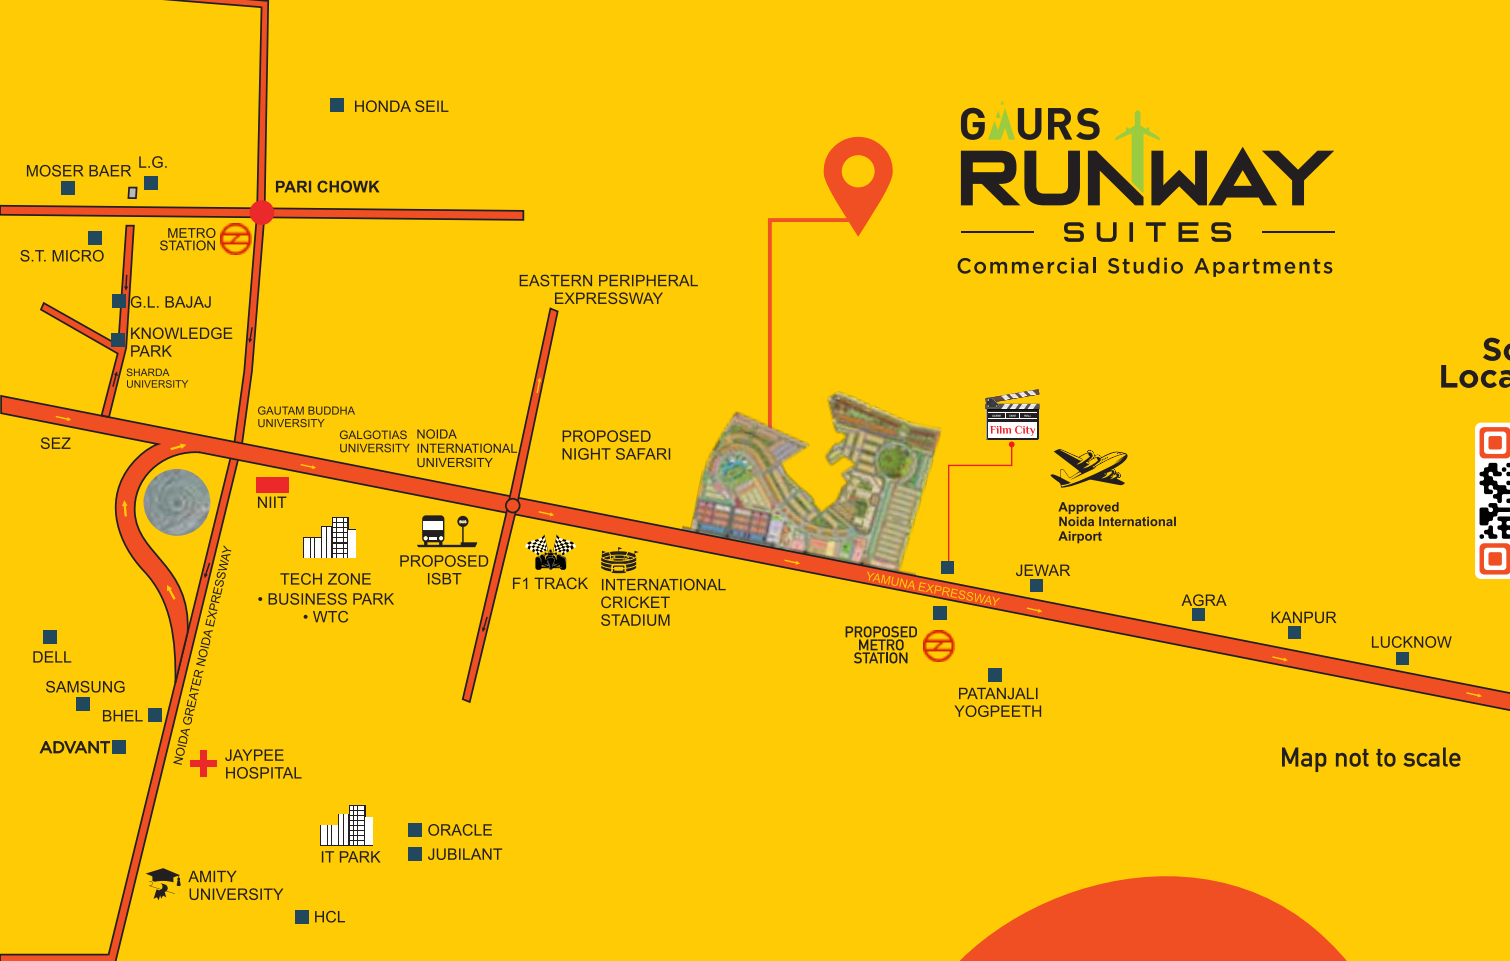 HONDA SEIL
GAURS
RUNWAY
SUITES
Commercial Studio Apartments
MOSER BAER
L.G.
PARI CHOWK
METRO
STATION
S.T. MICRO
G.L. BAJAJ
KNOWLEDGE
PARK
SHARDA
UNIVERSITY
EASTERN PERIPHERAL
EXPRESSWAY
SEZ
GAUTAM BUDDHA
UNIVERSITY
GALGOTIAS
UNIVERSITY
NOIDA
INTERNATIONAL
UNIVERSITY
PROPOSED
NIGHT SAFARI
Film City
Approved
Noida International
Airport
NIIT
TECH ZONE
• BUSINESS PARK
• WTC
PROPOSED
ISBT
F1 TRACK
INTERNATIONAL
CRICKET
STADIUM
YAMUNA EXPRESSWAY
JEWAR
AGRA
KANPUR
LUCKNOW
PROPOSED
METRO
STATION
PATANJALI
YOGPEETH
NOIDA GREATER NOIDA EXPRESSWAY
DELL
SAMSUNG
BHEL
ADVANT
JAYPEE
HOSPITAL
Map not to scale
IT PARK
ORACLE
JUBILANT
AMITY
UNIVERSITY
HCL